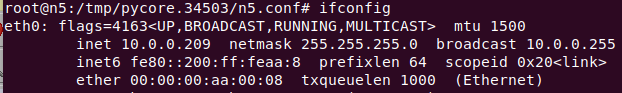 root@n5:/tmp/pycore.34503/n5.conf# ifconfig
eth0: flags=4163<UP,BROADCAST,RUNNING,MULTICAST>  mtu 1500
        inet 10.0.0.209  netmask 255.255.255.0  broadcast 10.0.0.255
        inet6 fe80::200:ff:feaa:8  prefixlen 64  scopeid 0x20<link>
        ether 00:00:00:aa:00:08  txqueuelen 1000  (Ethernet)